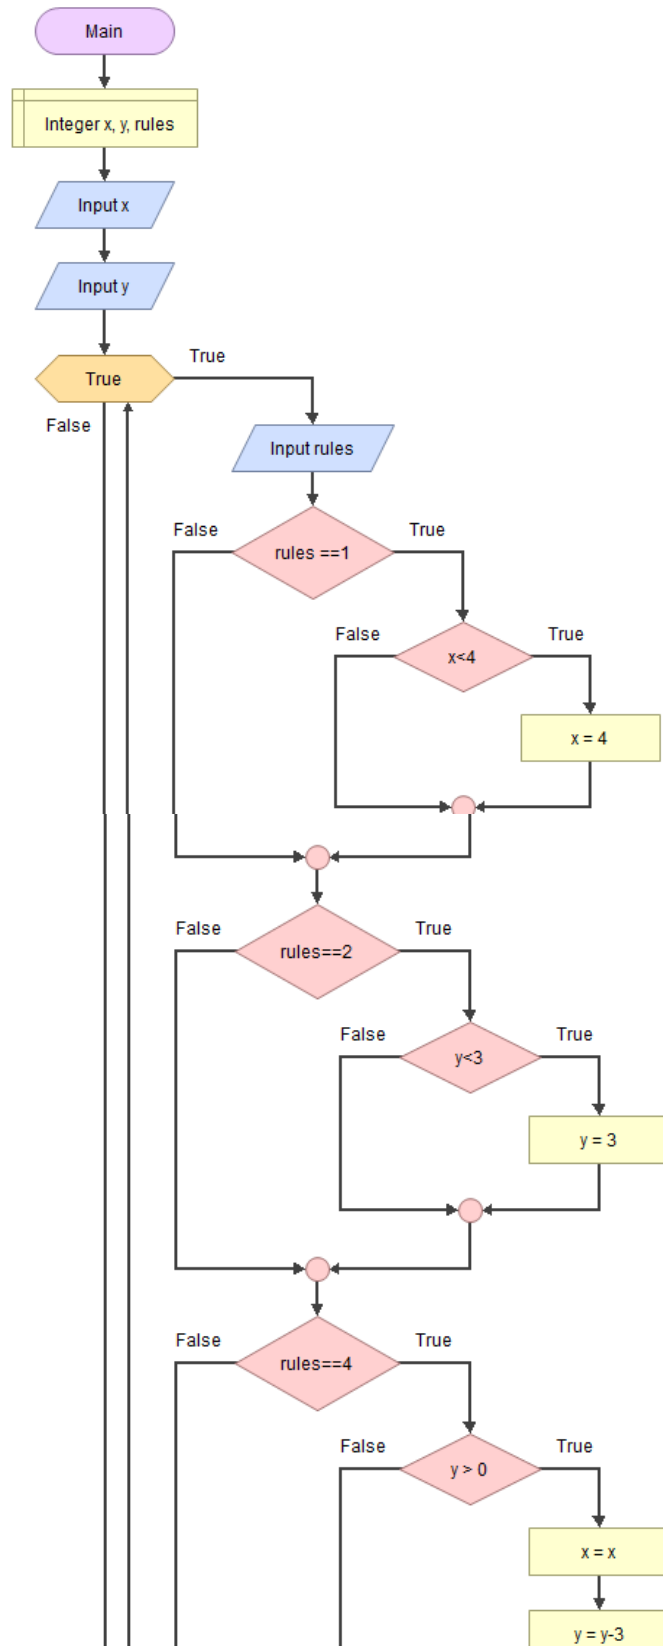 Main
Integer x, y, rules
Input x
Input y
True
True
False
Input rules
False
True
rules ==1
False
True
x<4
x = 4
False
True
rules==2
False
True
y<3
y = 3
False
True
rules==4
False
True
y > 0
x = x
y = y-3